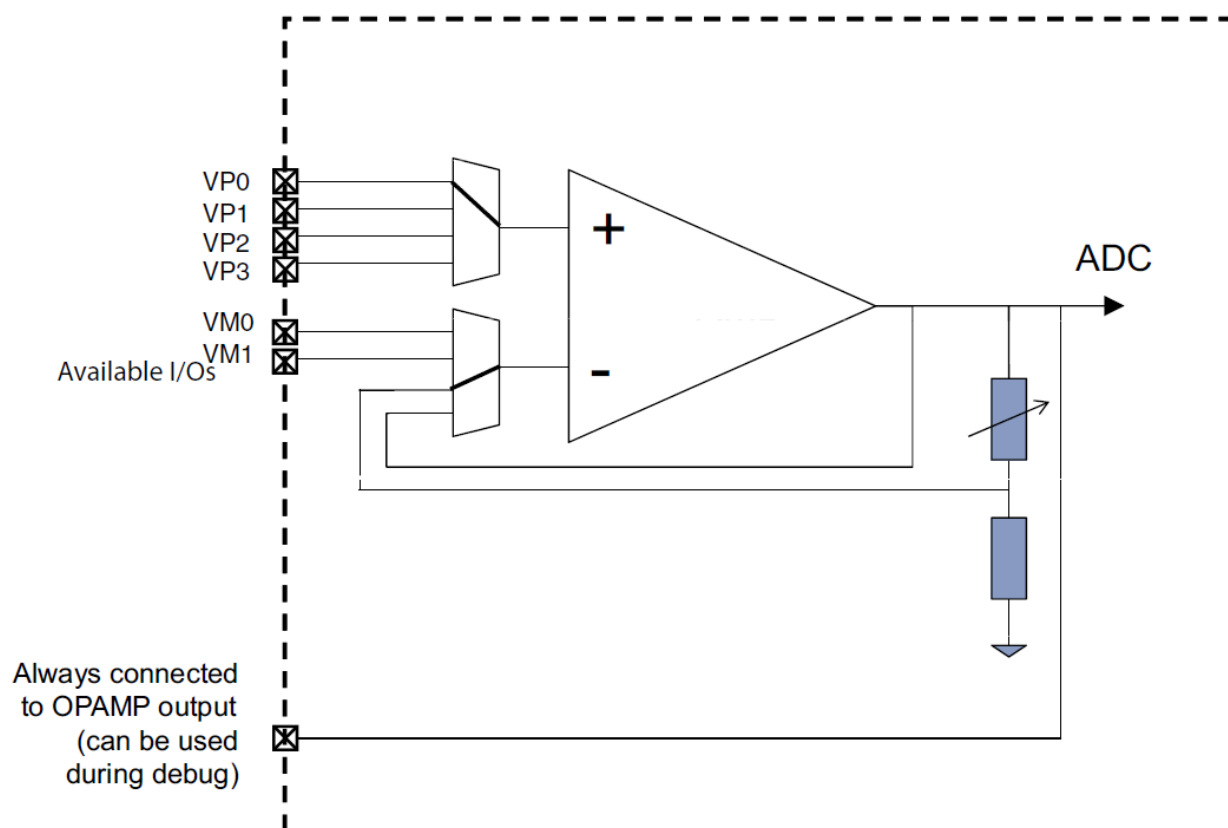 VP0
VP1
VP2
VP3
VM0
VM1
Available I/Os
+
-
ADC
Always connected
to OPAMP output
(can be used
during debug)